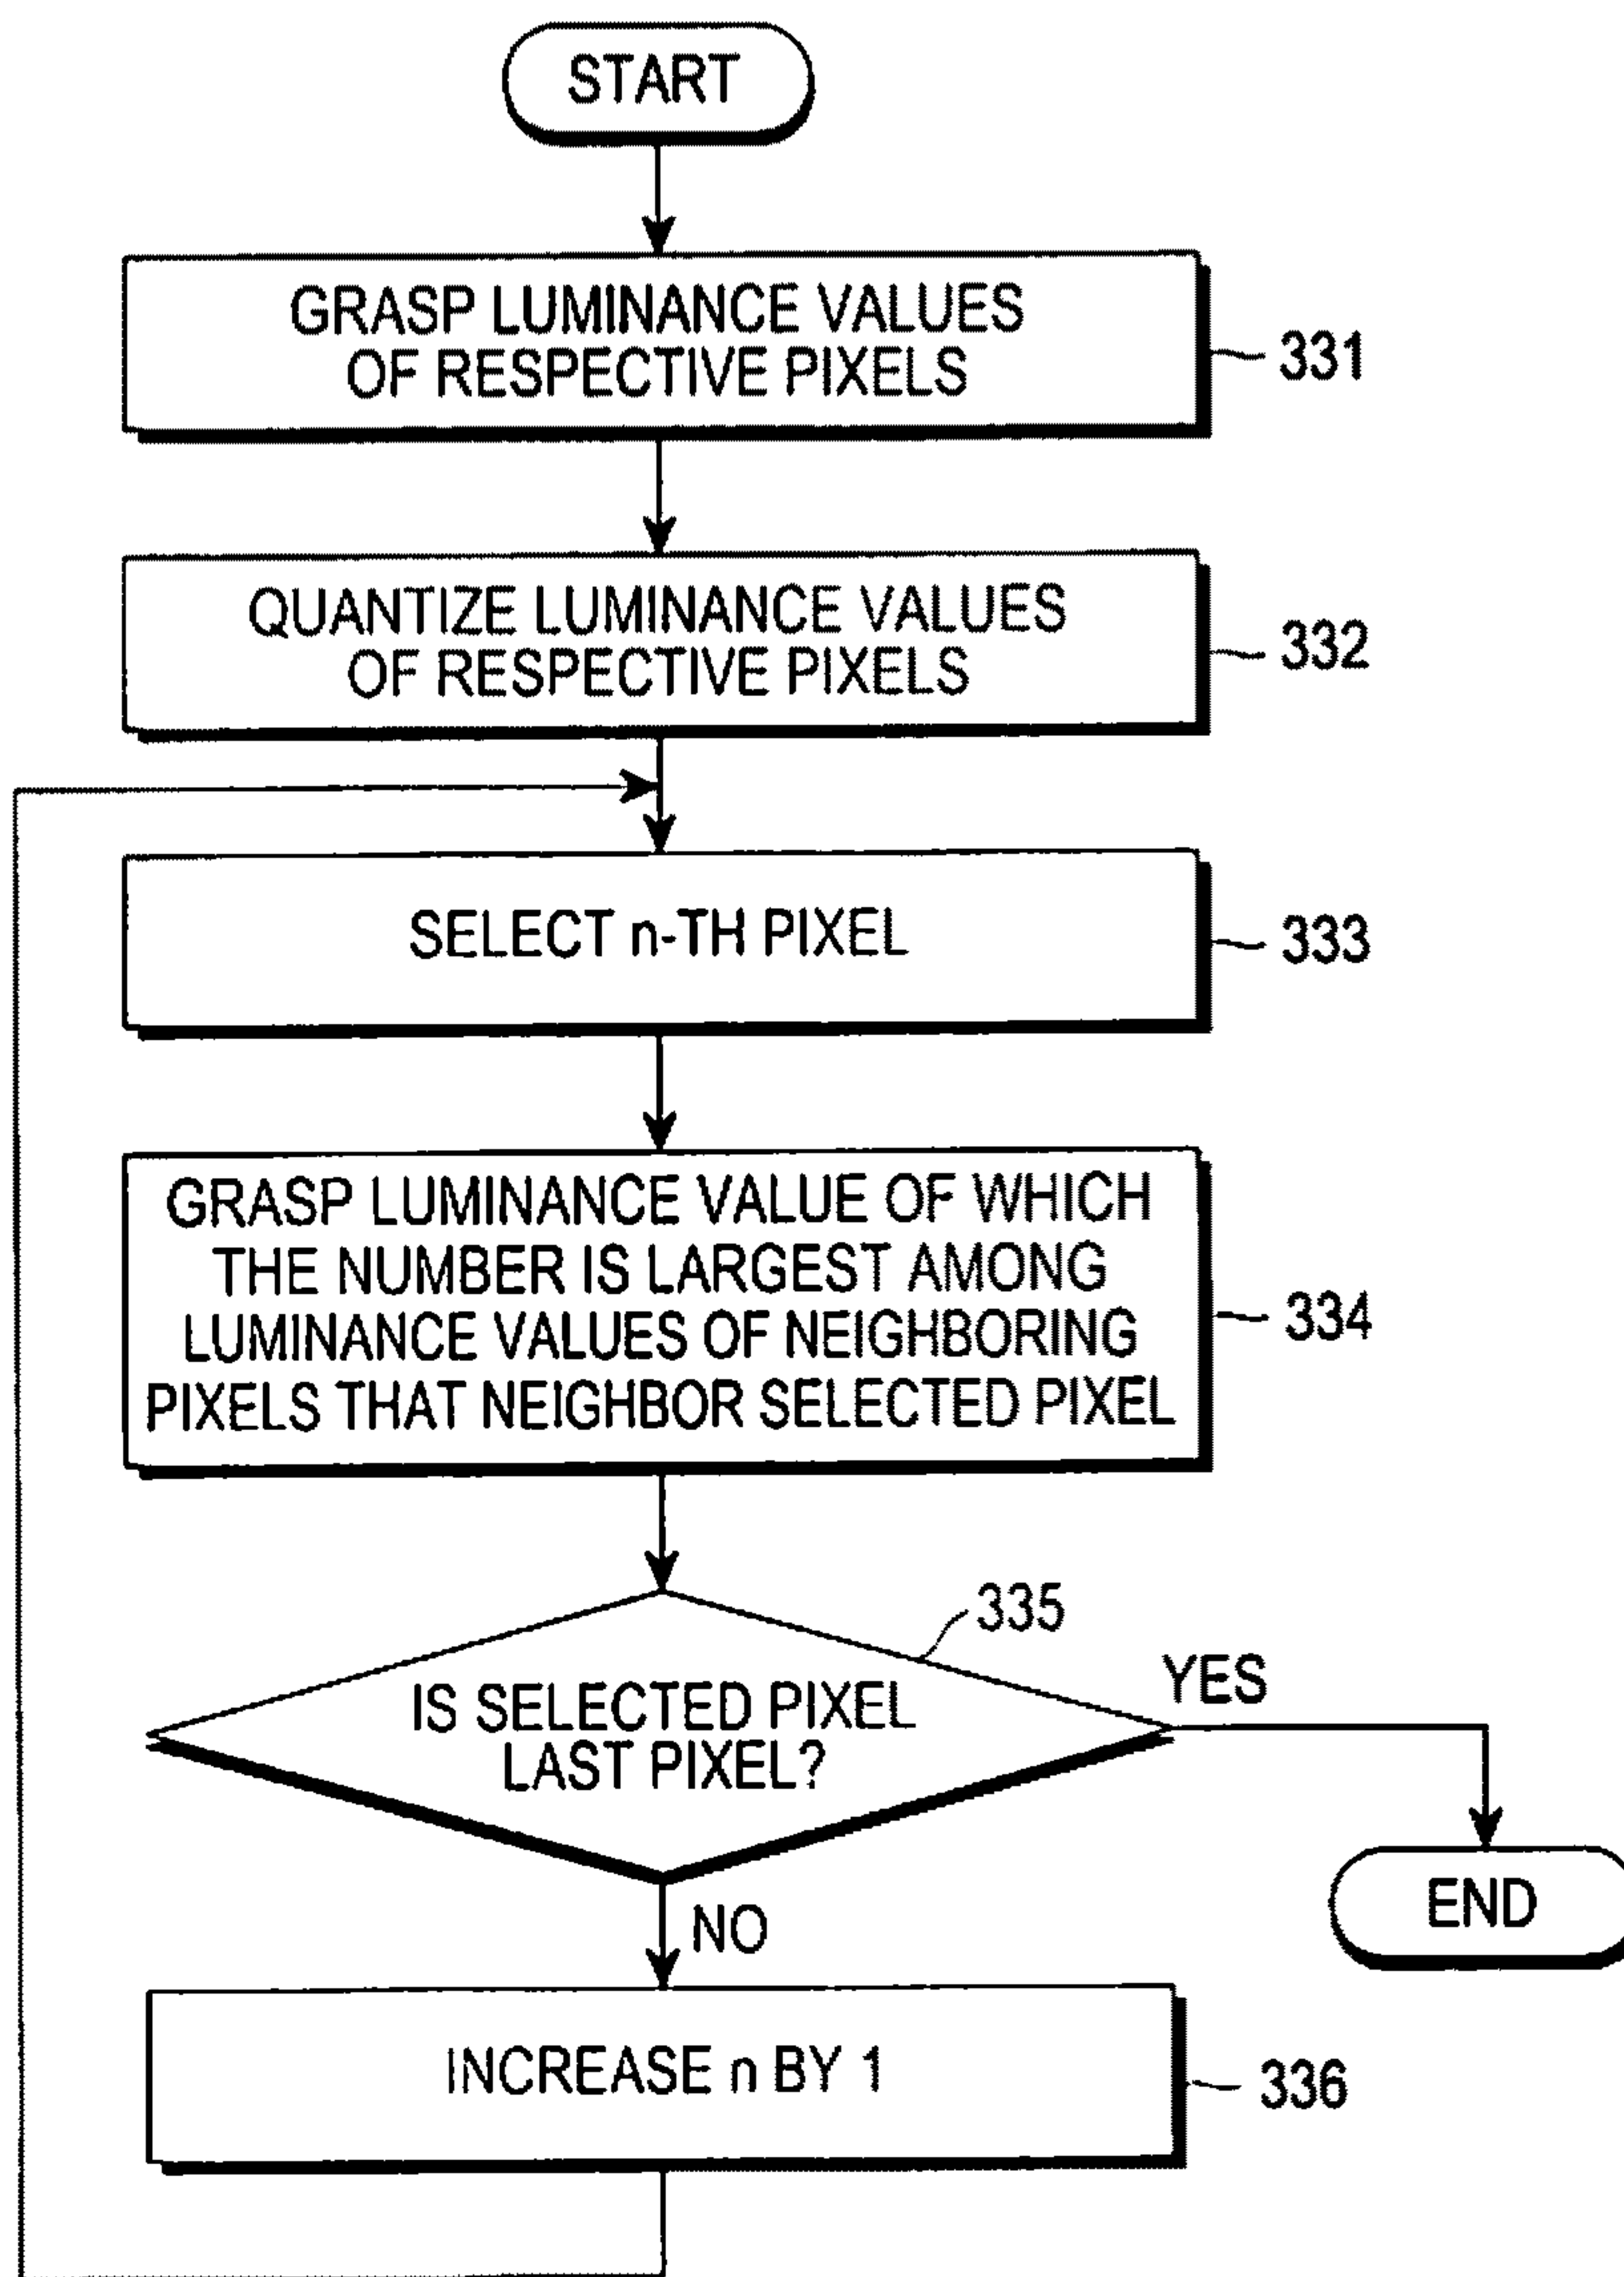 START
GRASP LUMINANCE VALUES
OF RESPECTIVE PIXELS
331
QUANTIZE LUMINANCE VALUES
OF RESPECTIVE PIXELS
332
SELECT n-TH PIXEL
333
GRASP LUMINANCE VALUE OF WHICH
THE NUMBER IS LARGEST AMONG
LUMINANCE VALUES OF NEIGHBORING
PIXELS THAT NEIGHBOR SELECTED PIXEL
334
335
IS SELECTED PIXEL
LAST PIXEL?
YES
END
NO
INCREASE n BY 1
336